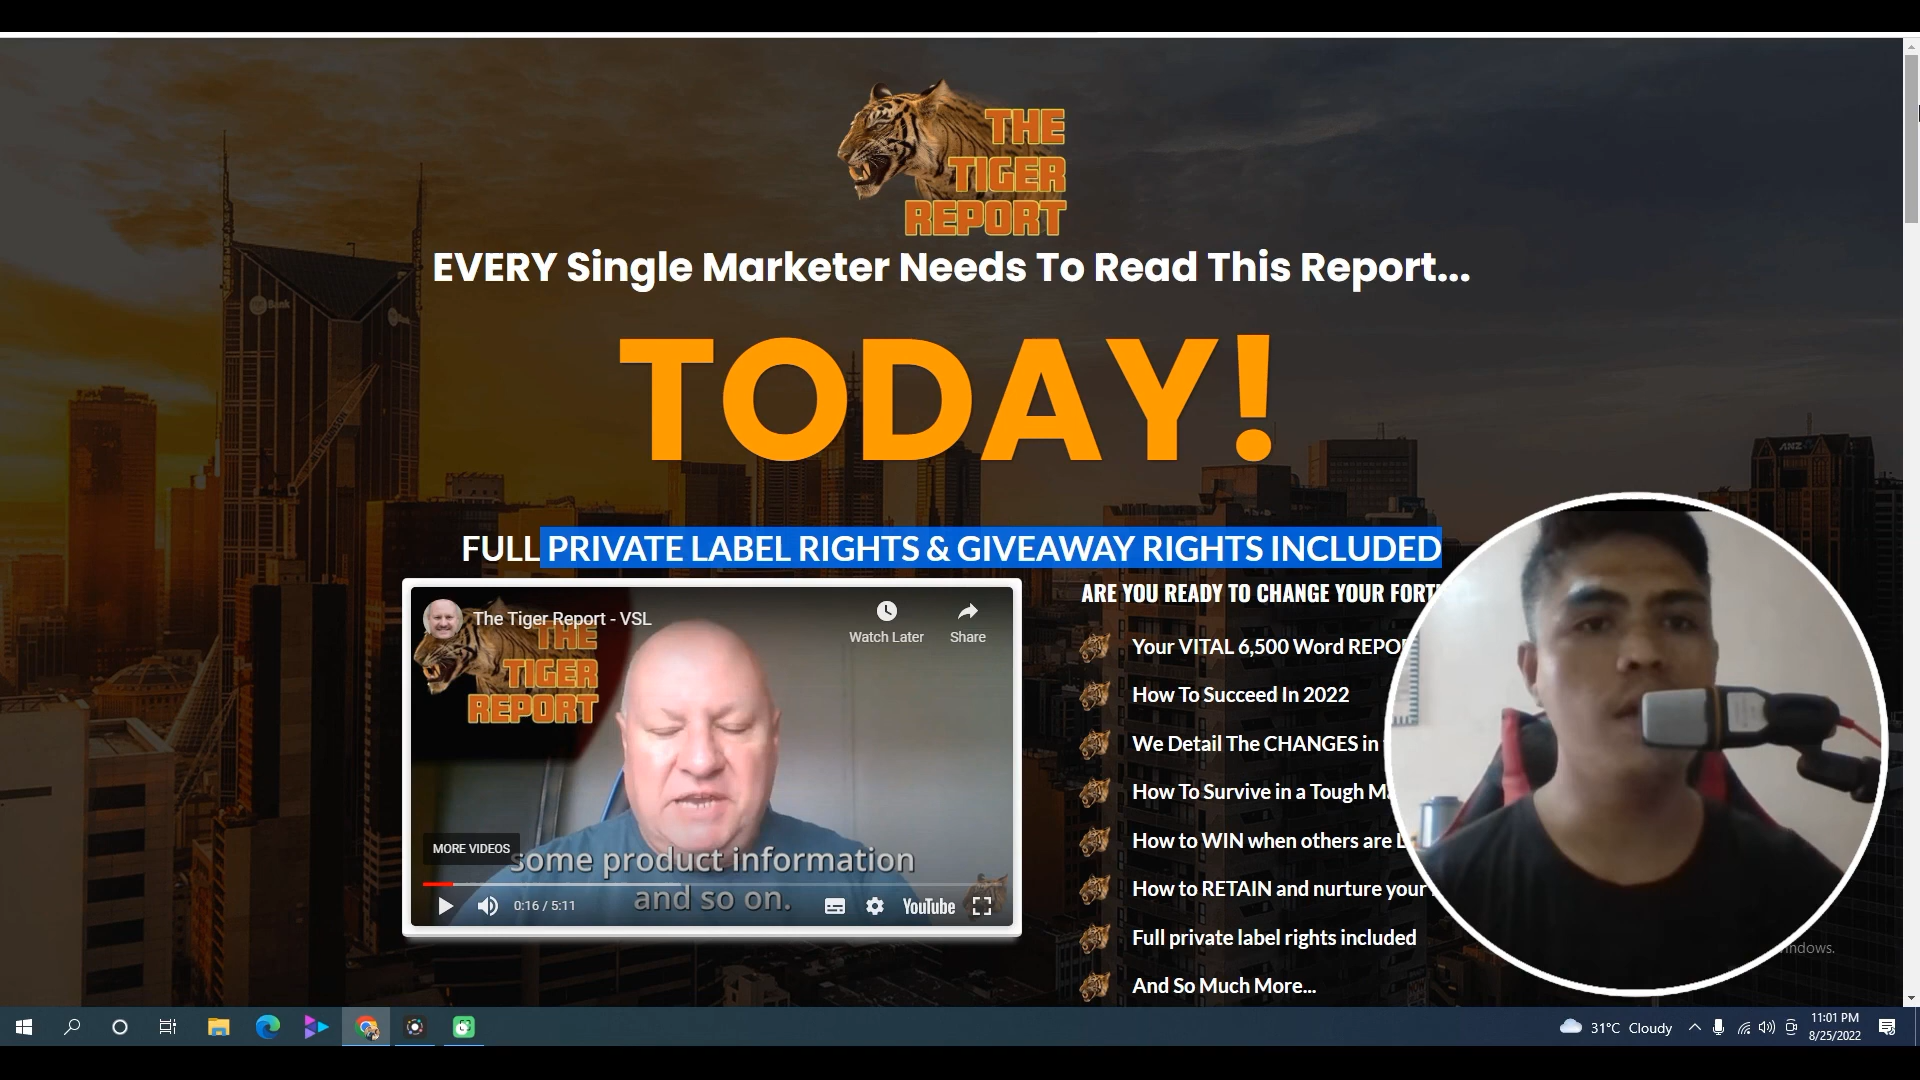 THE
TIGER
REPORT
EVERY Single Marketer Needs To Read This Report...
TODAY!
FULL PRIVATE LABEL RIGHTS & GIVEAWAY RIGHTS INCLUDED
ARE YOU READY TO CHANGE YOUR
The Tiger Report - VSL
Watch Later
Share
THE
TIGER
REPORT
MORE VIDEOS
some product information
and so on.
0:16 / 5:11
YouTube
Your VITAL 6,500 Word
How To Succeed In 2022
We Detail The CHANGES in
How To Survive in a Tough
How to WIN when others are
How to RETAIN and nurture your
Full private label rights included
And So Much More...
Bank
ANZ
31°C Cloudy
11:01 PM
8/25/2022